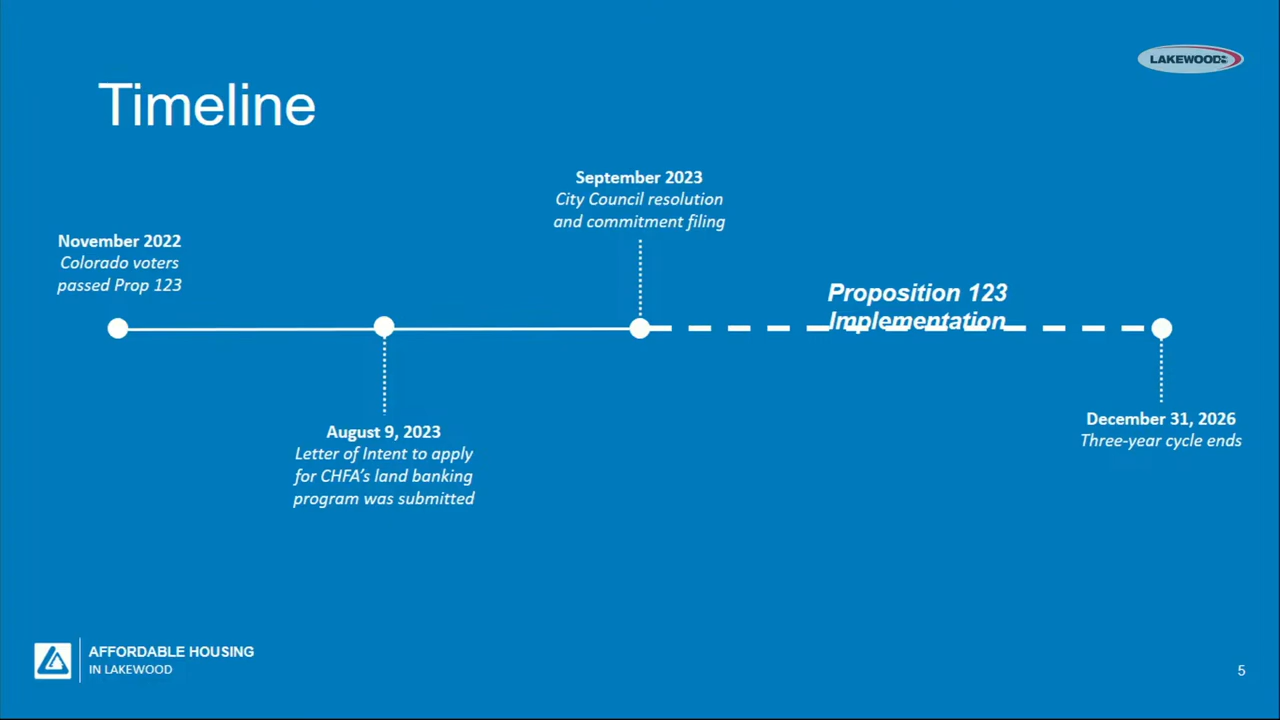 LAKEWOOD
Timeline
September 2023
City Council resolution
and commitment filing
November 2022
Colorado voters
passed Prop 123
Proposition 123
Implementation
August 9, 2023
Letter of Intent to apply
for CHFA's land banking
program was submitted
December 31, 2026
Three-year cycle ends
AFFORDABLE HOUSING
IN LAKEWOOD
5